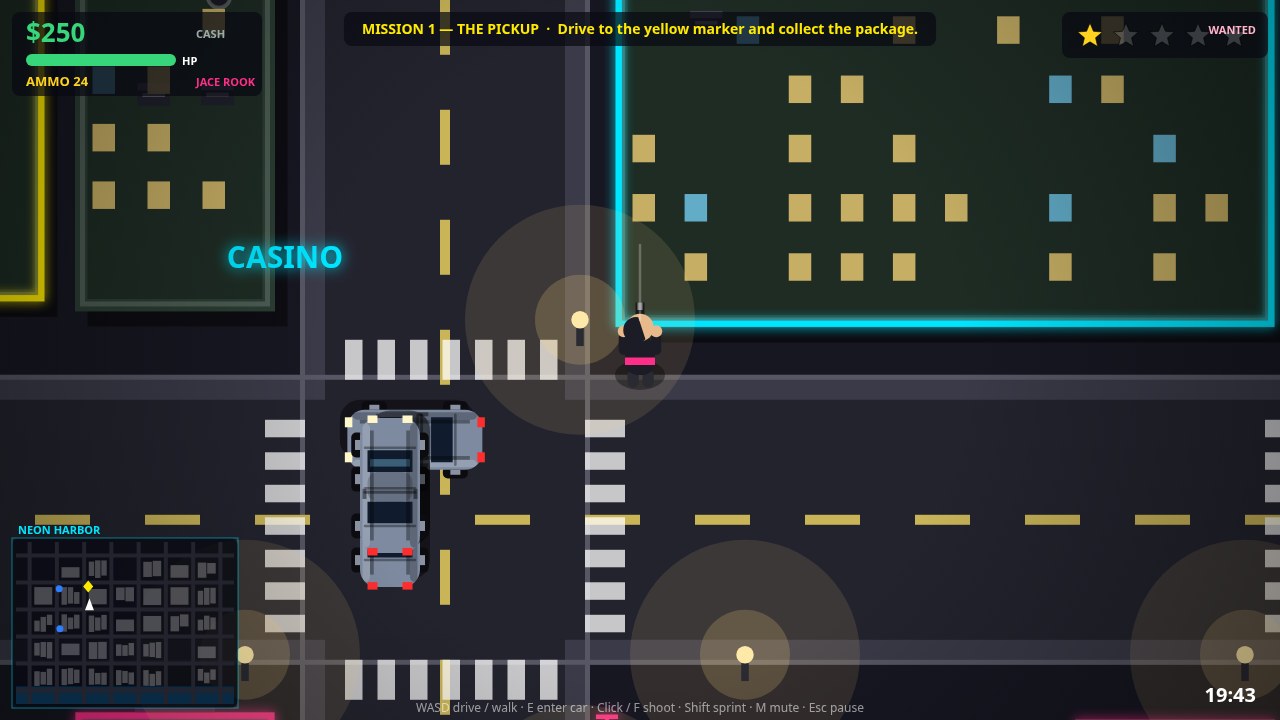 $250
CASH
HP
AMMO 24
JACE ROOK
MISSION 1 — THE PICKUP · Drive to the yellow marker and collect the package.
WANTED
CASINO
NEON HARBOR
WASD drive / walk · E enter car · Click / F shoot · Shift sprint · M mute · Esc pause
19:43